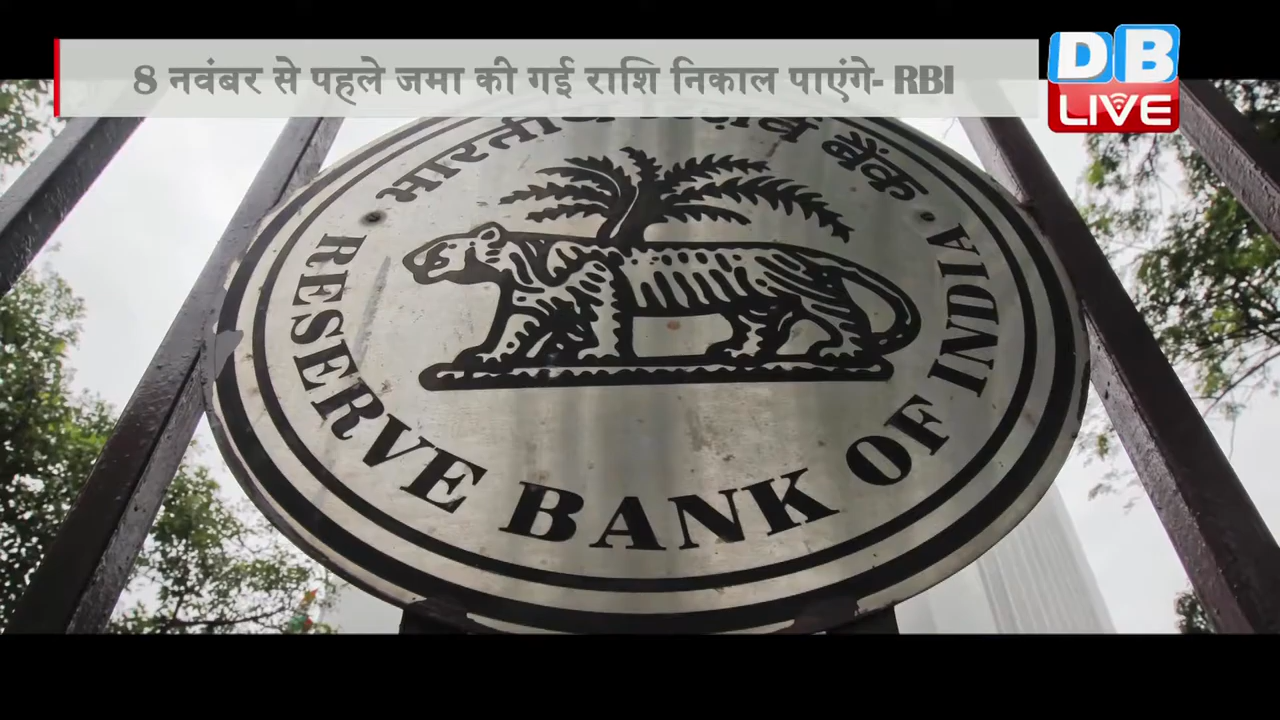 8 नवंबर से पहले जमा की गई राशि निकाल पाएंगे- RBI
DB
LIVE
भारतीय रिज़र्व बैंक
RESERVE BANK OF INDIA